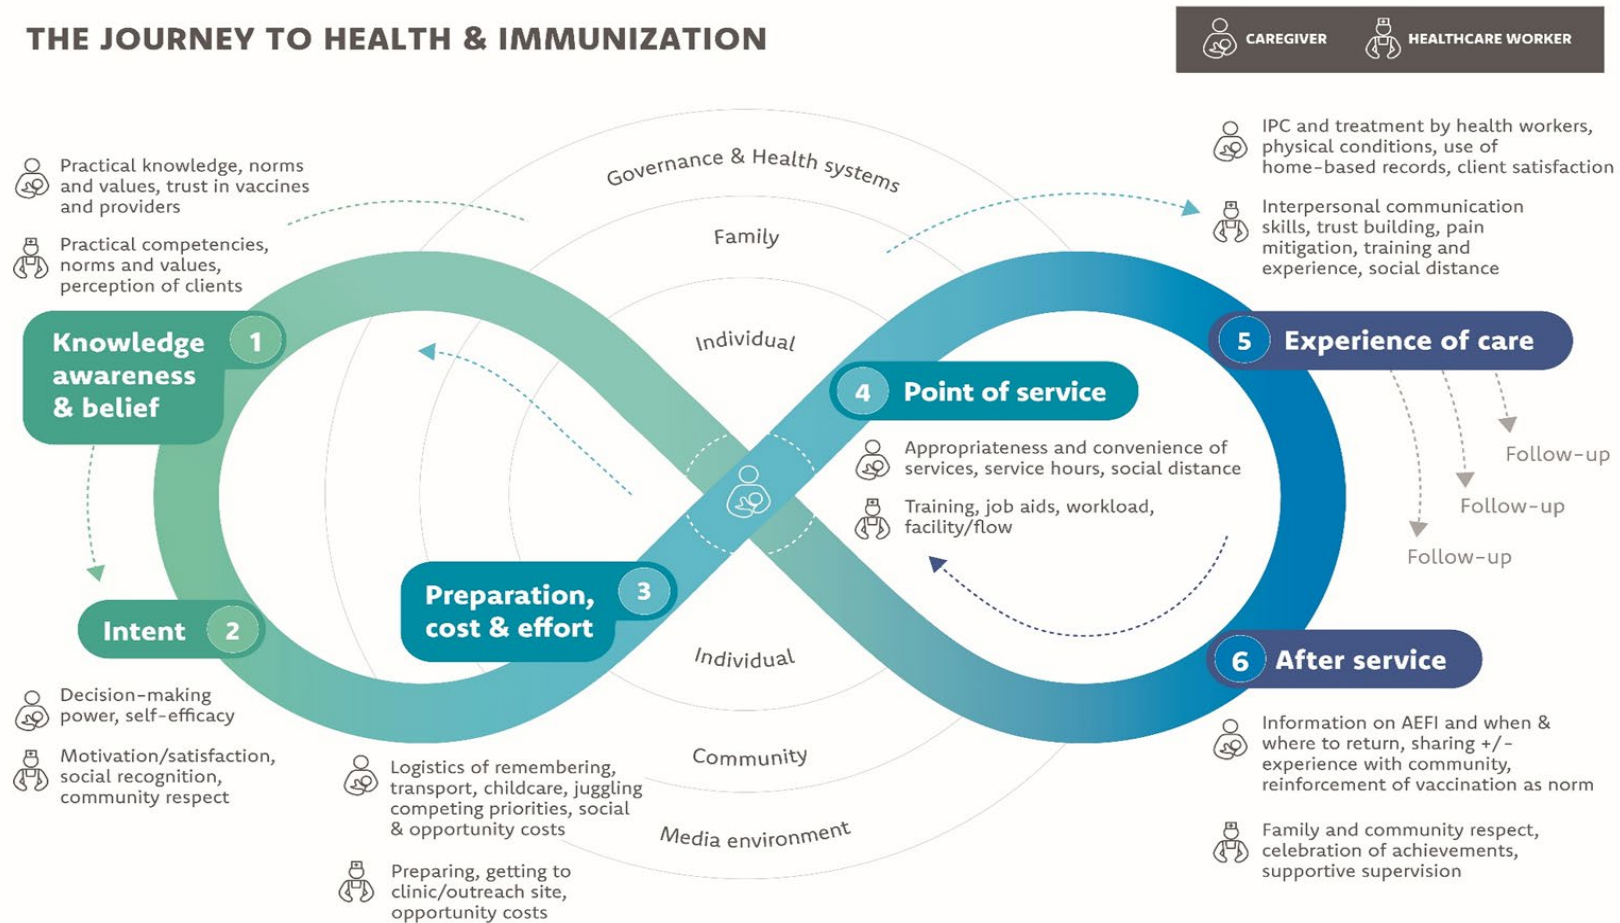 THE JOURNEY TO HEALTH & IMMUNIZATION
CAREGIVER
HEALTHCARE WORKER
Practical knowledge, norms
and values, trust in vaccines
and providers
Practical competencies,
norms and values,
perception of clients
Knowledge
awareness
& belief
1
Intent
2
Decision-making
power, self-efficacy
Motivation/satisfaction,
social recognition,
community respect
Preparation,
cost & effort
3
Logistics of remembering,
transport, childcare, juggling
competing priorities, social
& opportunity costs
Preparing, getting to
clinic/outreach site,
opportunity costs
Governance & Health systems
Family
Individual
Individual
Community
Media environment
4
Point of service
Appropriateness and convenience of
services, service hours, social distance
Training, job aids, workload,
facility/flow
IPC and treatment by health workers,
physical conditions, use of
home-based records, client satisfaction
Interpersonal communication
skills, trust building, pain
mitigation, training and
experience, social distance
5
Experience of care
Follow-up
Follow-up
Follow-up
6
After service
Information on AEFI and when &
where to return, sharing +/-
experience with community,
reinforcement of vaccination as norm
Family and community respect,
celebration of achievements,
supportive supervision